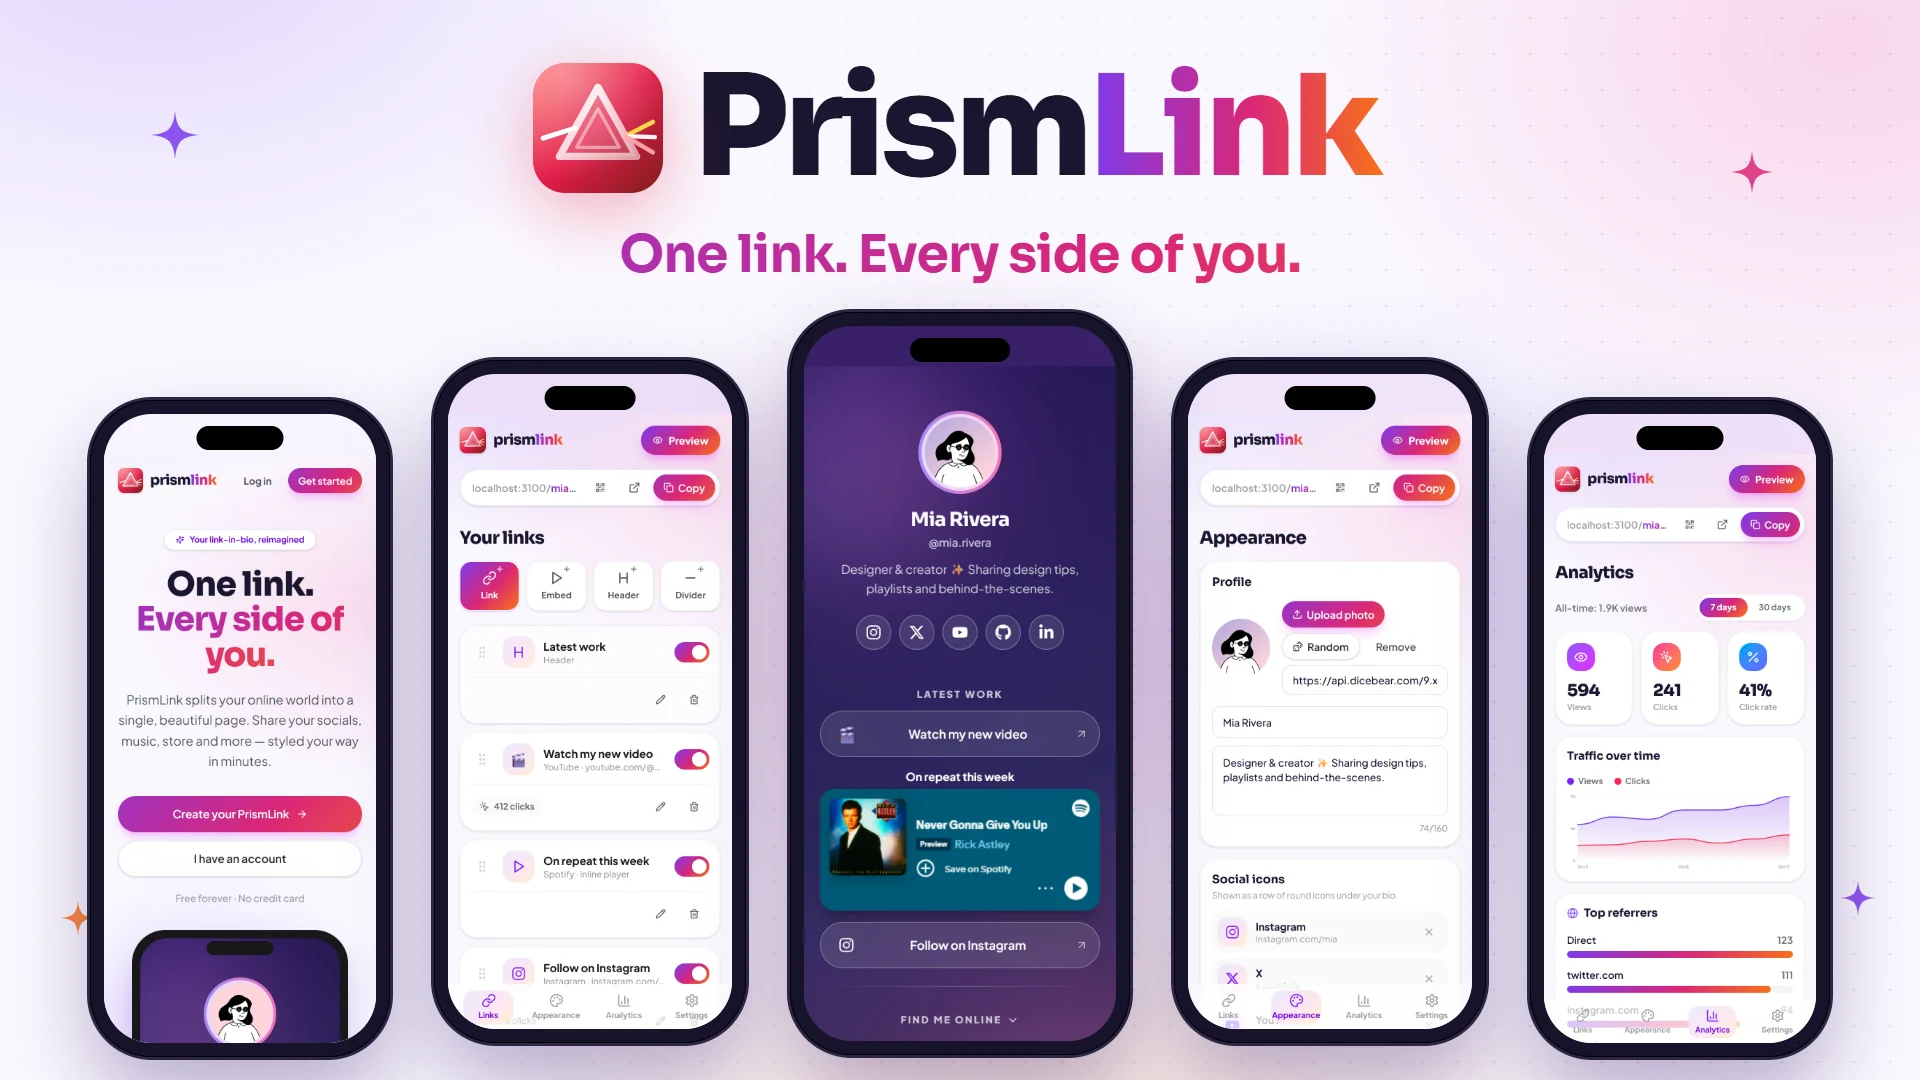 PrismLink
One link. Every side of you.
prismlink
Log in
Get started
Your link-in-bio, reimagined
One link.
Every side of
you.
PrismLink splits your online world into a
single, beautiful page. Share your socials,
music, store and more — styled your way
in minutes.
Create your PrismLink →
I have an account
Free forever · No credit card
prismlink
Preview
localhost:3100/mia...
Copy
Your links
Link
Embed
Header
Divider
Latest work
Header
Watch my new video
YouTube · youtube.com/@...
412 clicks
On repeat this week
Spotify · inline player
Follow on Instagram
Instagram · instagram.com/...
clicks
Links
Appearance
Analytics
Settings
Mia Rivera
@mia.rivera
Designer & creator ✨ Sharing design tips,
playlists and behind-the-scenes.
LATEST WORK
Watch my new video
On repeat this week
Never Gonna Give You Up
Preview Rick Astley
Save on Spotify
Follow on Instagram
FIND ME ONLINE
prismlink
Preview
localhost:3100/mia...
Copy
Appearance
Profile
Upload photo
Random
Remove
https://api.dicebear.com/9.x
Mia Rivera
Designer & creator ✨ Sharing design tips,
playlists and behind-the-scenes.
74/160
Social icons
Shown as a row of round icons under your bio.
Instagram
instagram.com/mia
X
Links
Appearance
Analytics
Settings
prismlink
Preview
localhost:3100/mia...
Copy
Analytics
All-time: 1.9K views
7 days
30 days
594
Views
241
Clicks
41%
Click rate
Traffic over time
Views
Clicks
Top referrers
Direct
123
twitter.com
111
instagram.com
94
Links
Appearance
Analytics
Settings